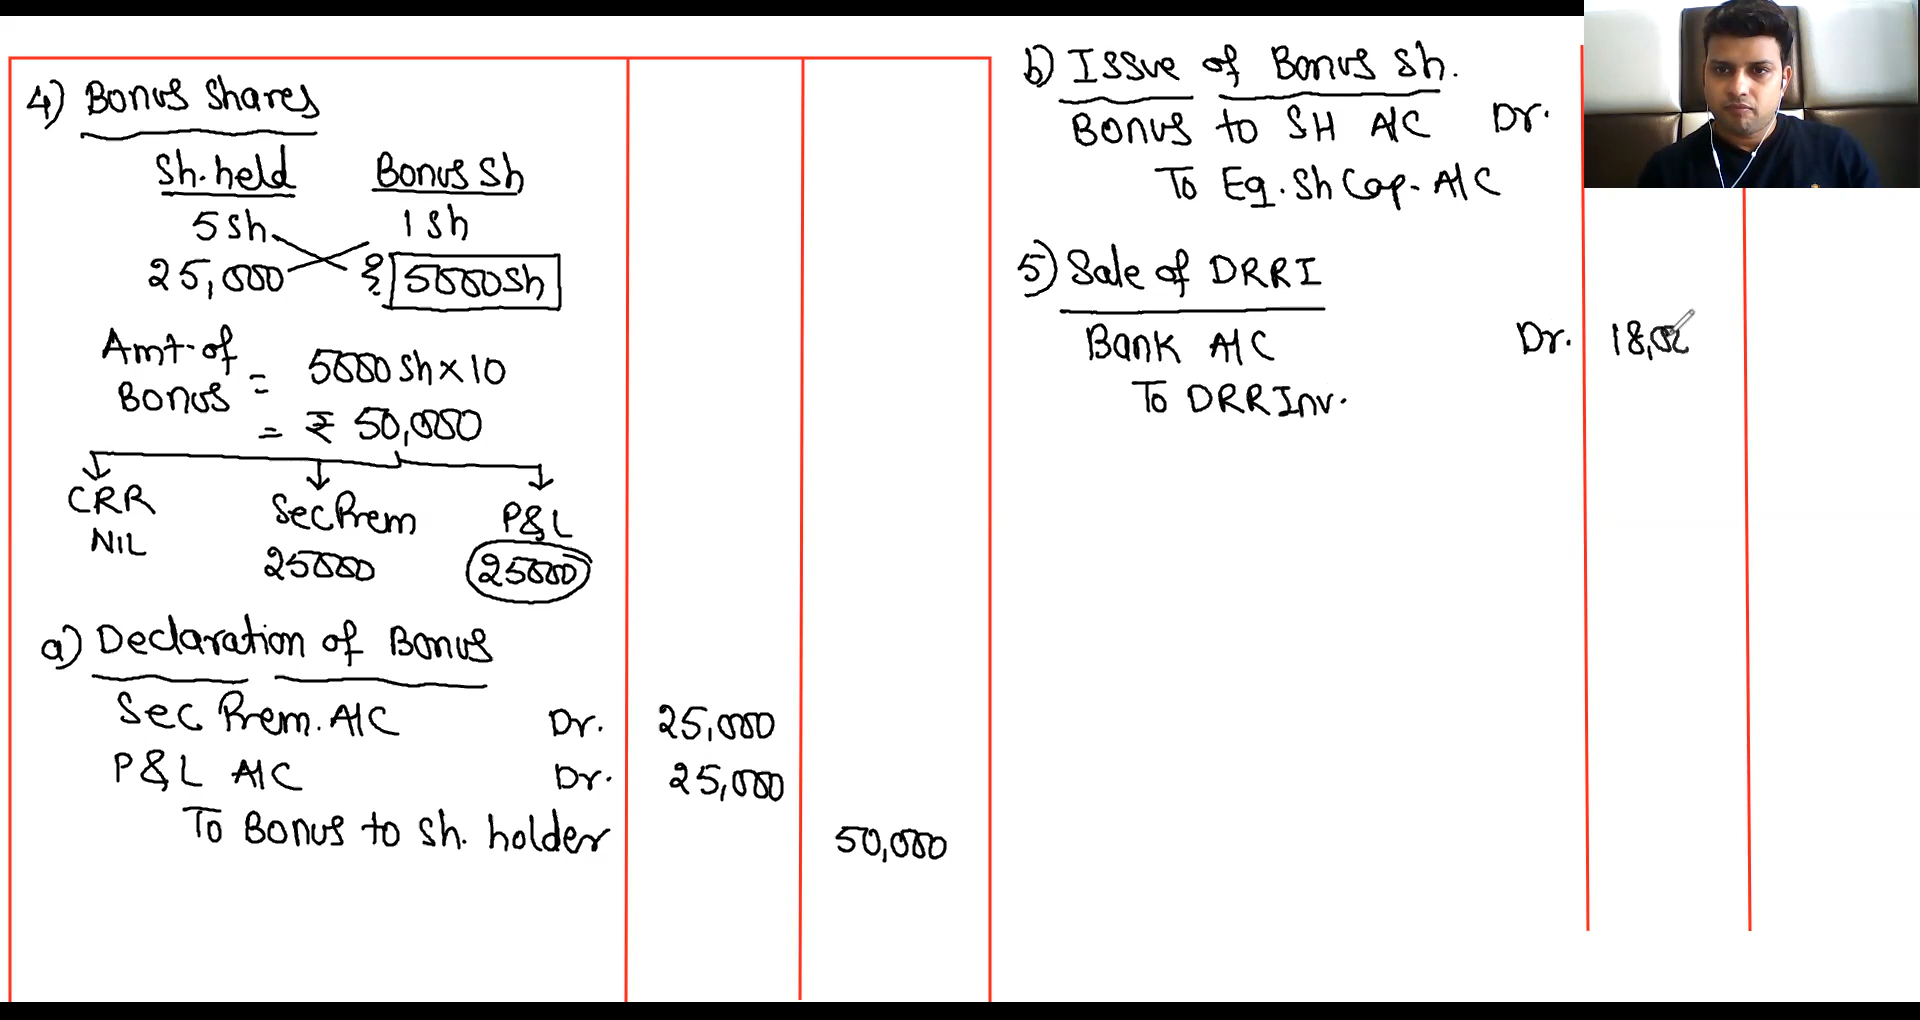 4) Bonus Shares
Sh. held Bonus Sh
5 Sh 1 Sh
25,000 ? 5000 Sh
Amt. of Bonus = 5000 Sh x 10
= ₹ 50,000
CRR Sec Prem P&L
NIL 25000 25000
a) Declaration of Bonus
Sec Prem. A/C Dr. 25,000
P&L A/C Dr. 25,000
To Bonus to Sh. holder 50,000
b) Issue of Bonus Sh.
Bonus to SH A/C Dr.
To Eq. Sh Cap. A/C
5) Sale of DRRI
Bank A/C Dr. 18,0
To DRR Inv.